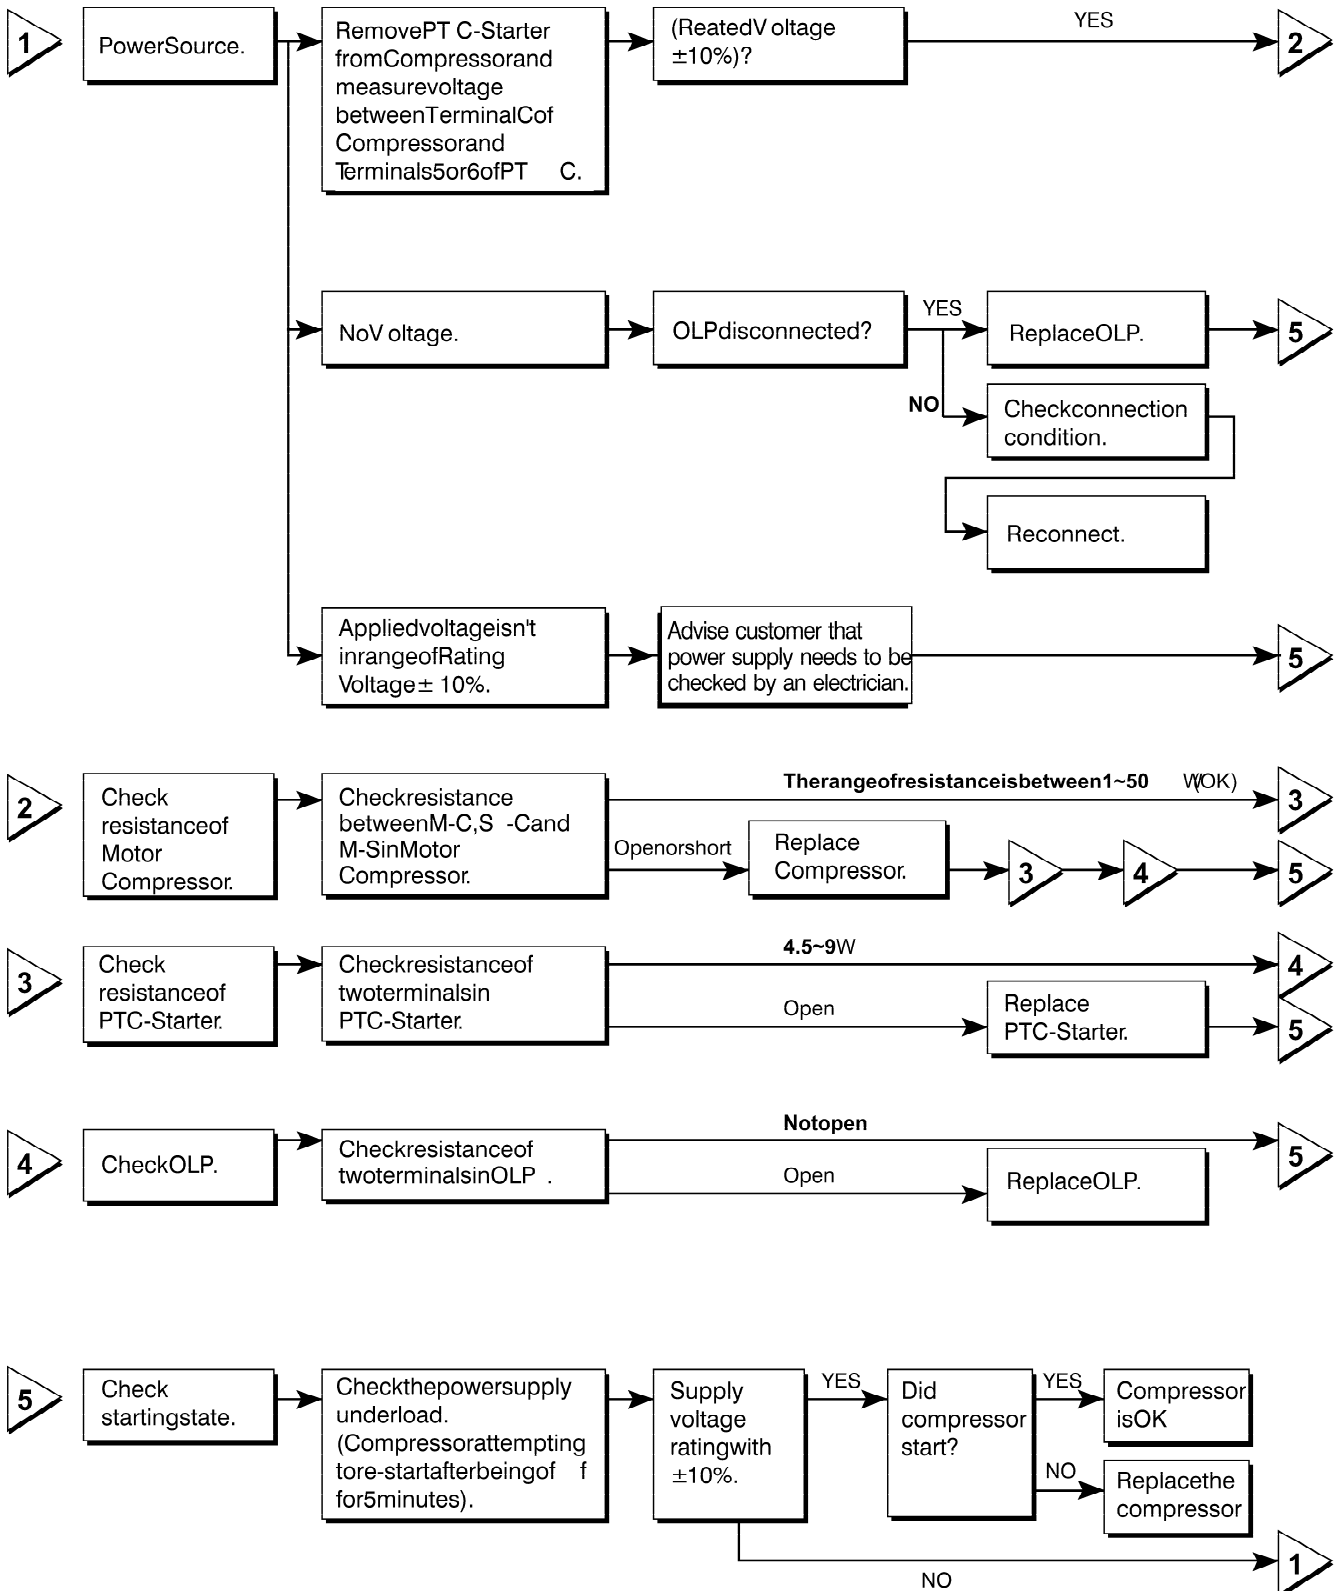 1
PowerSource.
RemovePT C-Starter
fromCompressorand
measurevoltage
betweenTerminalCof
Compressorand
Terminals5or6ofPT C.
(ReatedV oltage
±10%)?
YES
2
NoV oltage.
OLPdisconnected?
YES
ReplaceOLP.
5
NO
Checkconnection
condition.
Reconnect.
Appliedvoltageisn't
inrangeofRating
Voltage± 10%.
Advise customer that
power supply needs to be
checked by an electrician.
5
2
Check
resistanceof
Motor
Compressor.
Checkresistance
betweenM-C,S -Cand
M-SinMotor
Compressor.
Therangeofresistanceisbetween1~50 W(OK)
3
Openorshort
Replace
Compressor.
3
4
5
3
Check
resistanceof
PTC-Starter.
Checkresistanceof
twoterminalsin
PTC-Starter.
4.5~9W
4
Open
Replace
PTC-Starter.
5
4
CheckOLP.
Checkresistanceof
twoterminalsinOLP .
Notopen
5
Open
ReplaceOLP.
5
Check
startingstate.
Checkthepowersupply
underload.
(Compressorattempting
tore-startafterbeingof f
for5minutes).
Supply
voltage
ratingwith
±10%.
YES
Did
compressor
start?
YES
Compressor
isOK
NO
Replacethe
compressor
NO
1